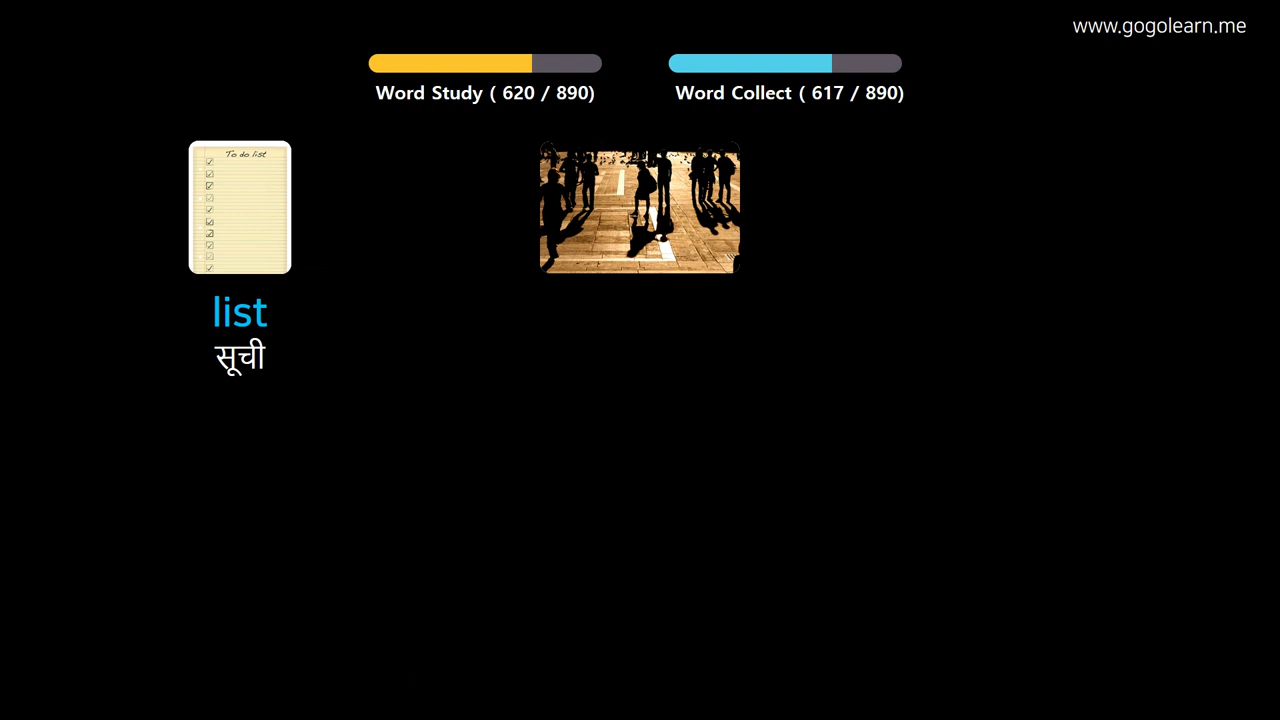 www.gogolearn.me
Word Study ( 620 / 890)
Word Collect ( 617 / 890)
To do list
list
सूची